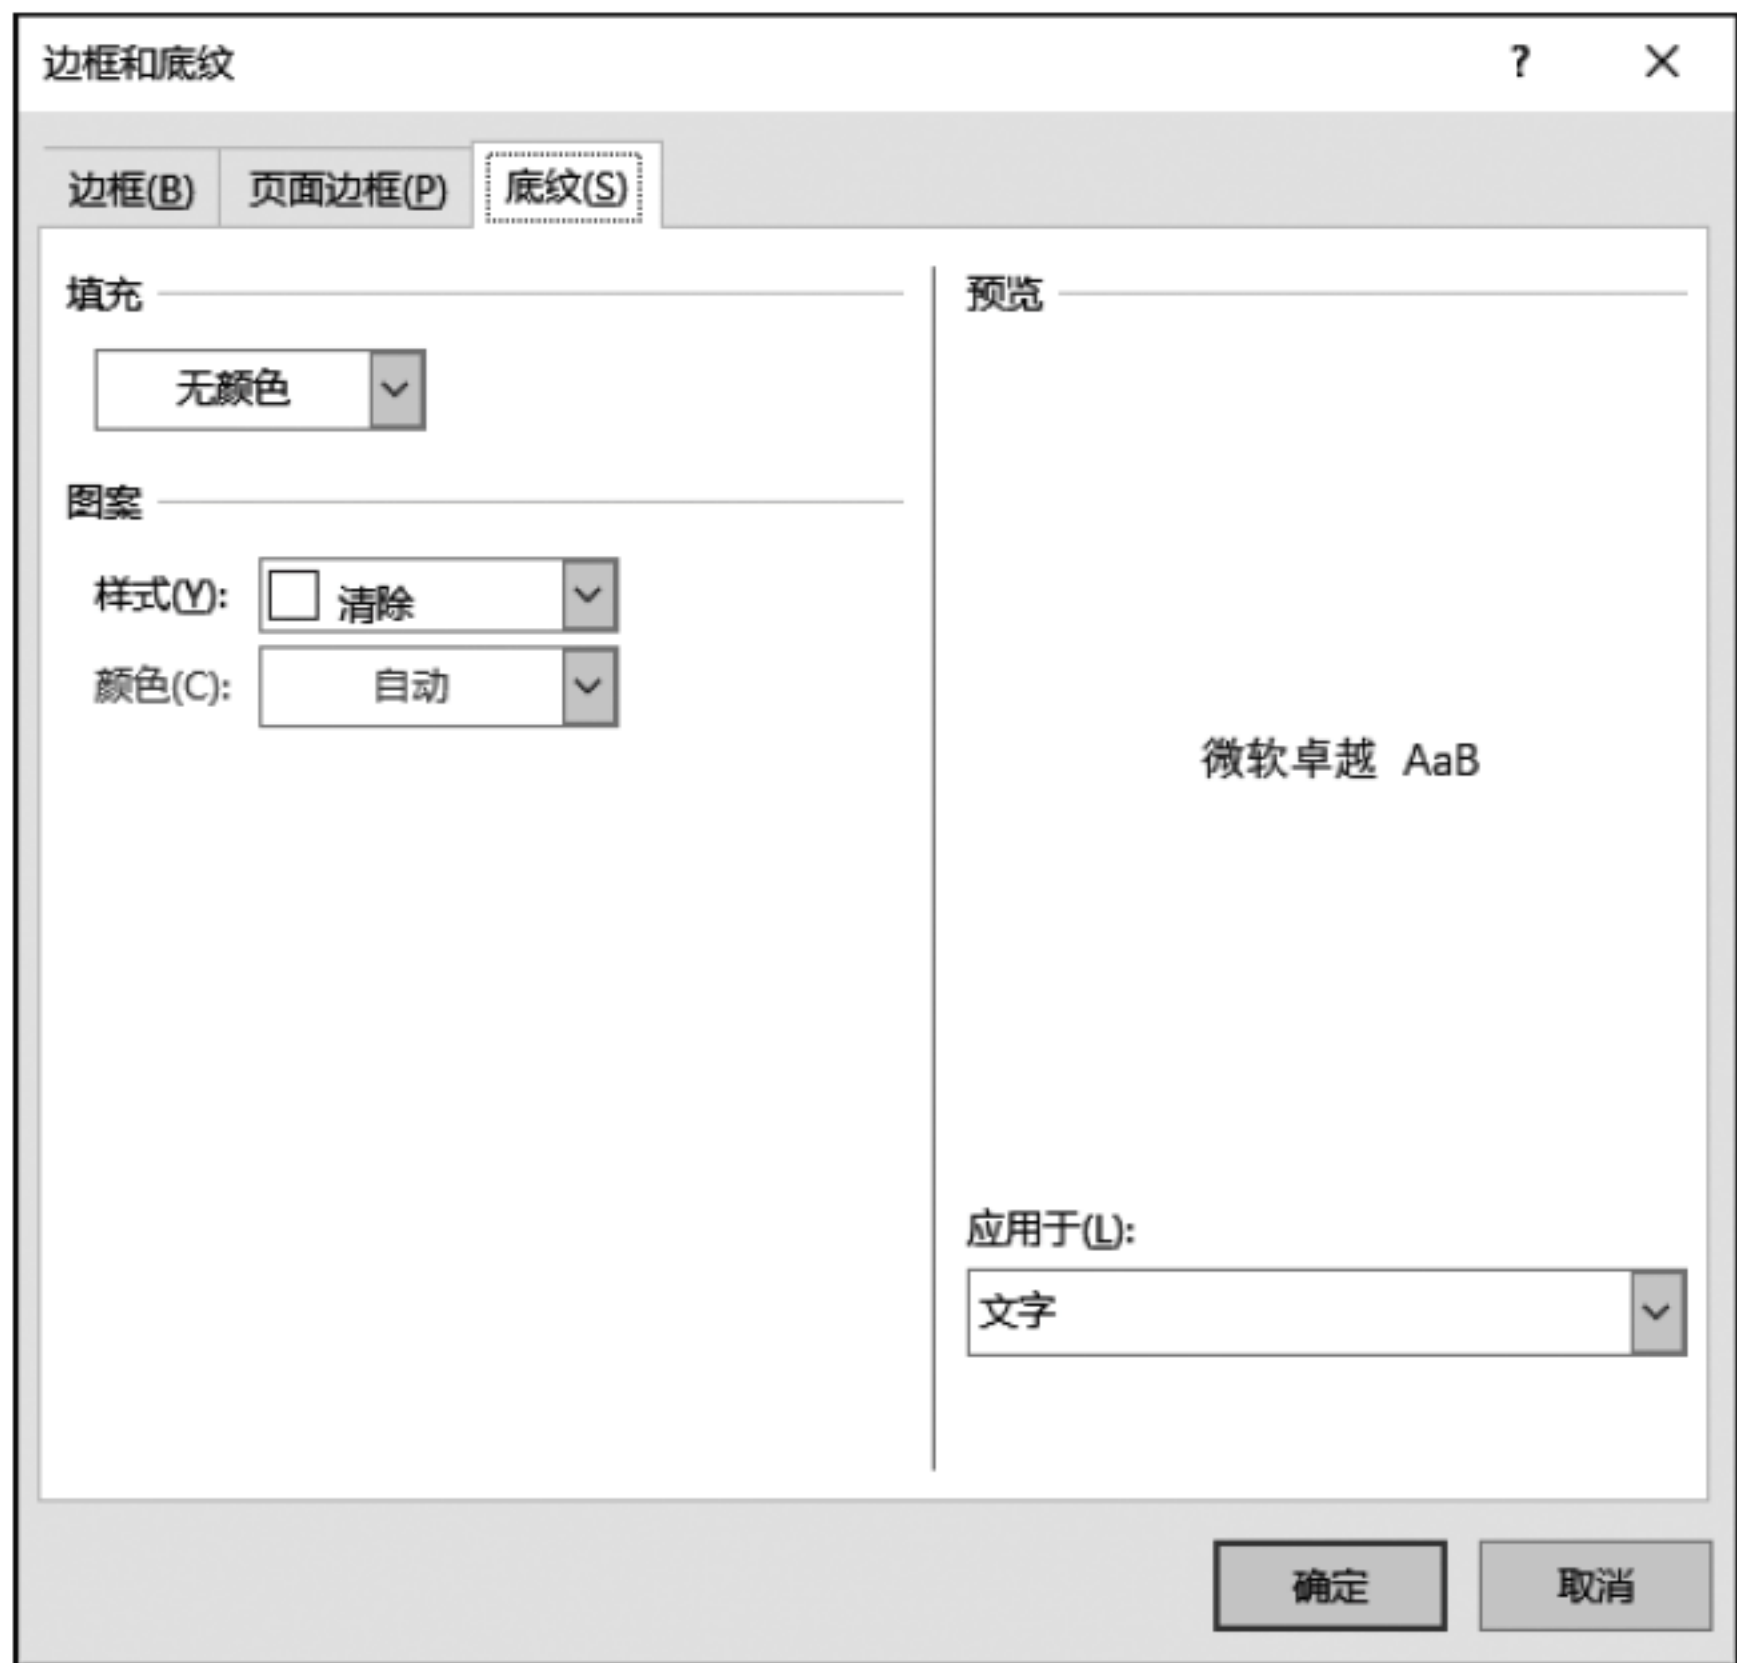 边框和底纹 ?
边框(B) 页面边框(P) 底纹(S)
填充
无颜色
图案
样式(Y): 清除
颜色(C): 自动
预览
微软卓越 AaB
应用于(L):
文字
确定 取消